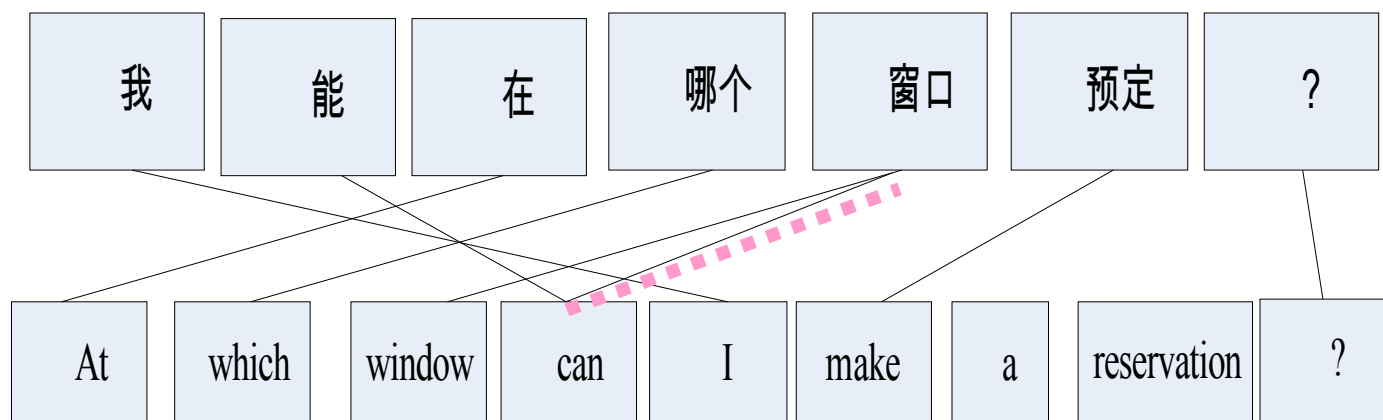 我 能 在 哪个 窗口 预定 ?
At which window can I make a reservation ?